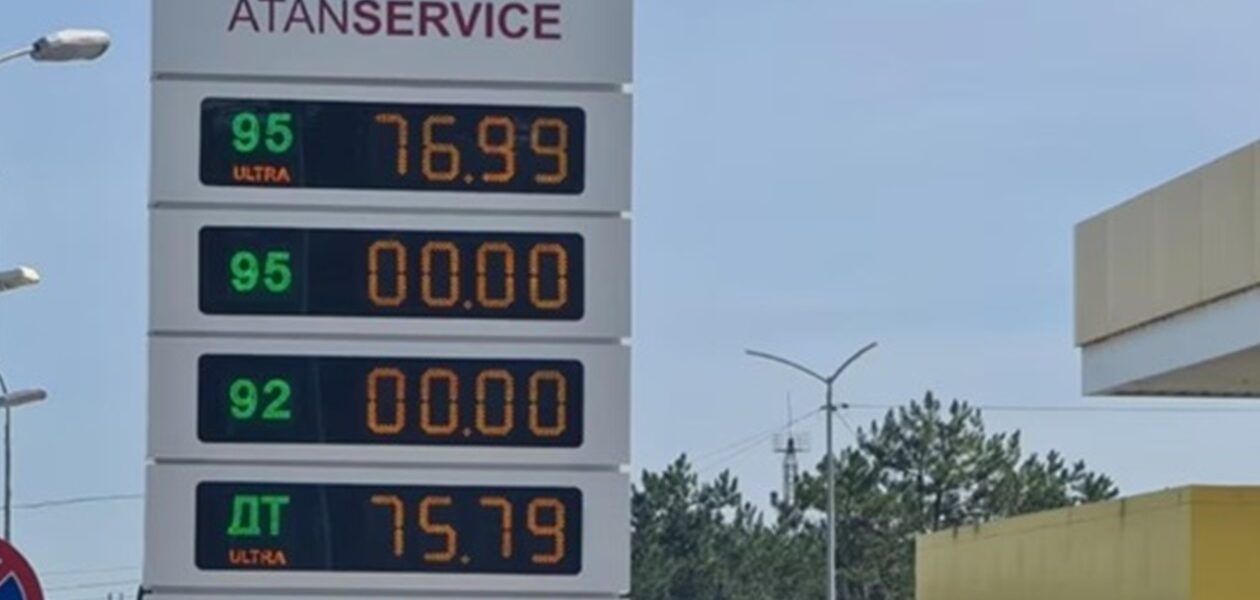 ATANSERVICE
95 76.99
ULTRA
95 00.00
92 00.00
ДТ 75.79
ULTRA